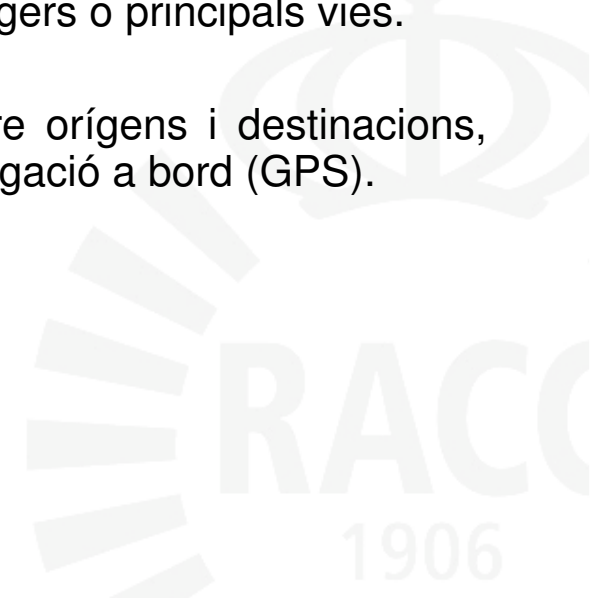 gers o principals vies.
re orígens i destinacions,
gació a bord (GPS).
RACC
1906